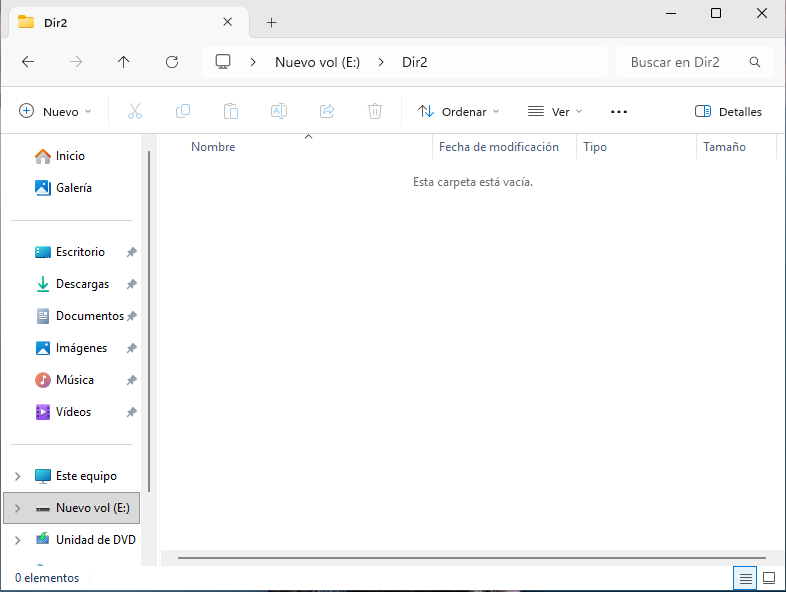 Dir2
Nuevo vol (E:) Dir2
Buscar en Dir2
Nuevo
Ordenar
Ver
Detalles
Nombre
Fecha de modificación
Tipo
Tamaño
Esta carpeta está vacía.
Inicio
Galería
Escritorio
Descargas
Documentos
Imágenes
Música
Vídeos
Este equipo
Nuevo vol (E:)
Unidad de DVD
0 elementos